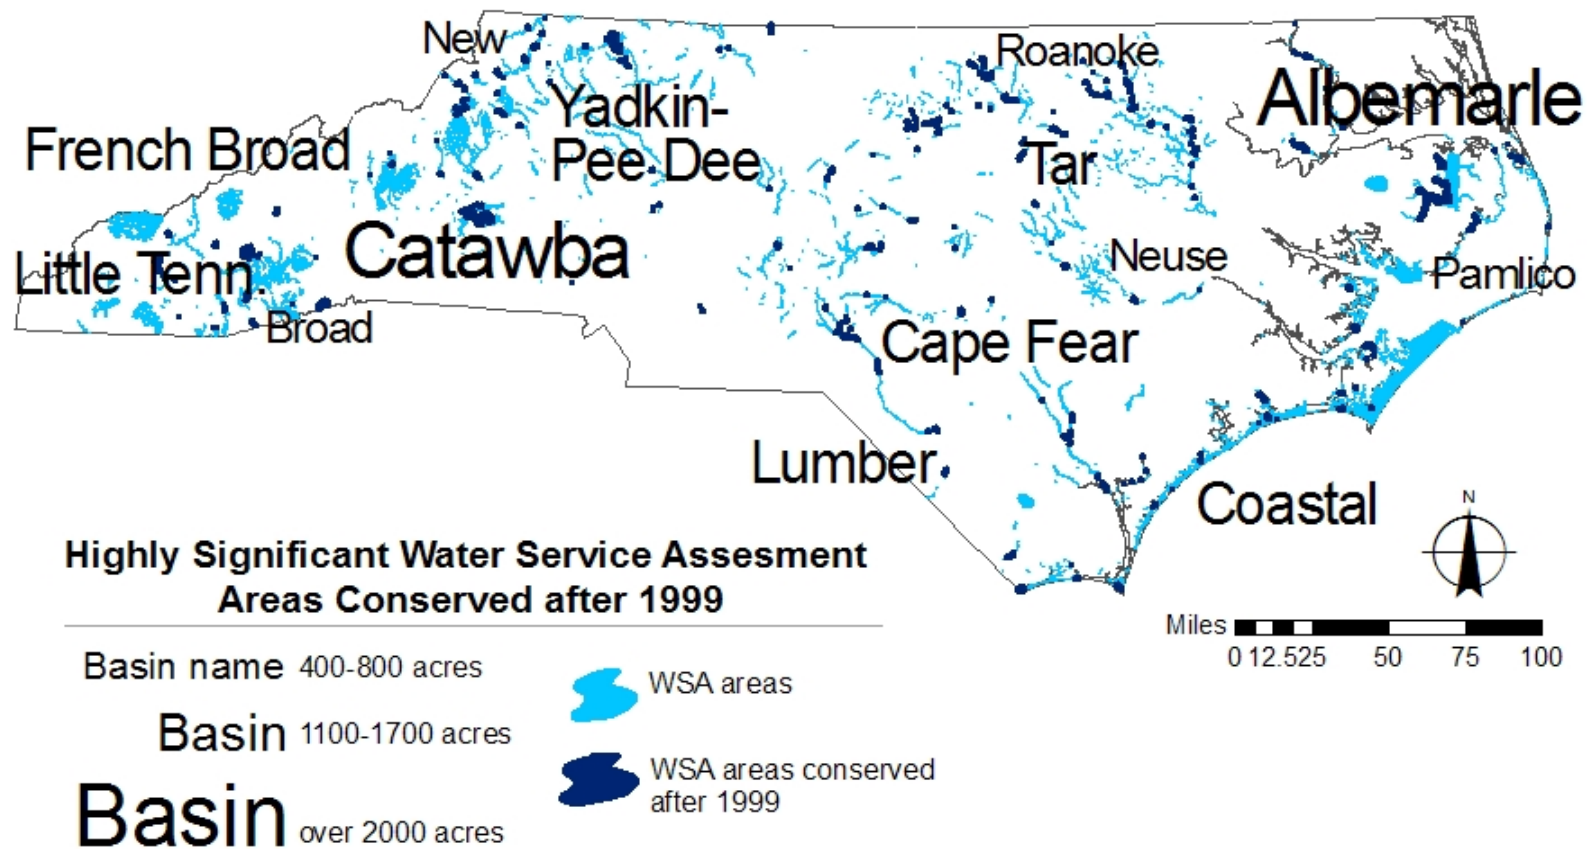 New
Roanoke
Albemarle
Yadkin-
Pee Dee
French Broad
Tar
Catawba
Neuse
Little Tenn.
Pamlico
Broad
Cape Fear
Lumber
Coastal
N
Highly Significant Water Service Assesment
Areas Conserved after 1999
Miles
0 12.525 50 75 100
Basin name 400-800 acres
WSA areas
Basin 1100-1700 acres
WSA areas conserved
after 1999
Basin over 2000 acres